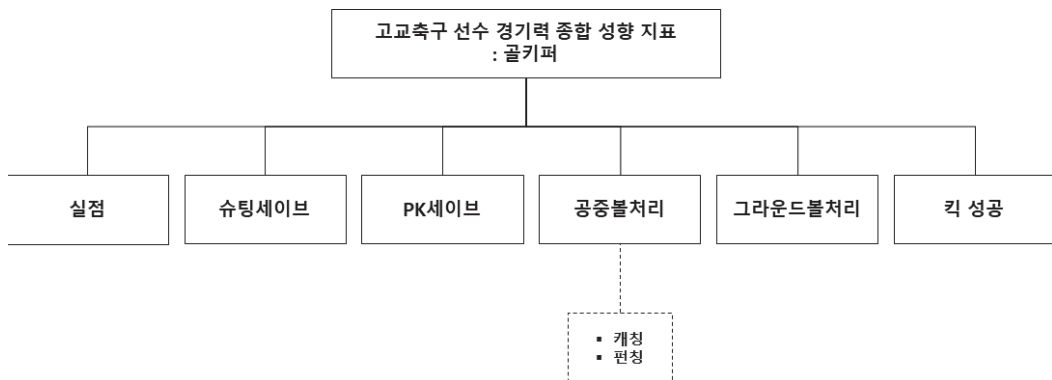 고교축구 선수 경기력 종합 성향 지표
: 골키퍼
실점
슈팅세이브
PK세이브
공중볼처리
그라운드볼처리
킥 성공
▪ 캐칭
▪ 펀칭